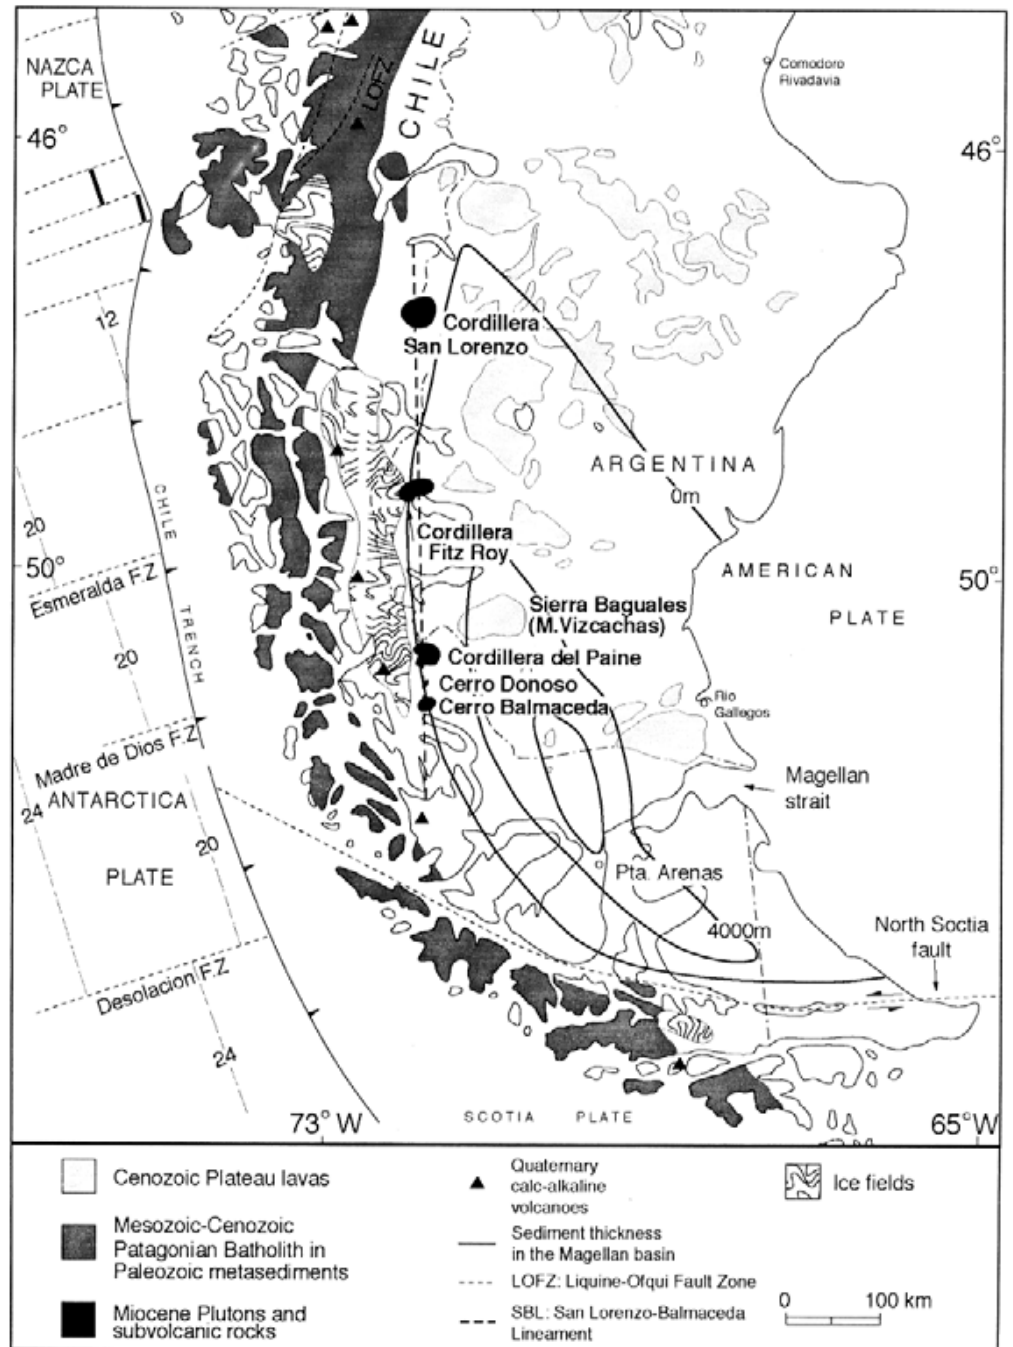 NAZCA
PLATE
46°
LOFZ
CHILE
Comodoro
Rivadavia
46°
12
Cordillera
San Lorenzo
ARGENTINA
0m
CHILE
TRENCH
20
50°
Esmeralda F.Z
Cordillera
Fitz Roy
AMERICAN
PLATE
50°
Sierra Baguales
(M.Vizcachas)
20
Cordillera del Paine
Cerro Donoso
Cerro Balmaceda
Rio
Gallegos
Madre de Dios F.Z
24
ANTARCTICA
PLATE
20
Magellan
strait
Pta. Arenas
4000m
North Soctia
fault
Desolacion F.Z
24
73°W
SCOTIA PLATE
65°W
Cenozoic Plateau lavas
Mesozoic-Cenozoic
Patagonian Batholith in
Paleozoic metasediments
Miocene Plutons and
subvolcanic rocks
Quaternary
calc-alkaline
volcanoes
Sediment thickness
in the Magellan basin
LOFZ: Liquine-Ofqui Fault Zone
SBL: San Lorenzo-Balmaceda
Lineament
Ice fields
0 100 km